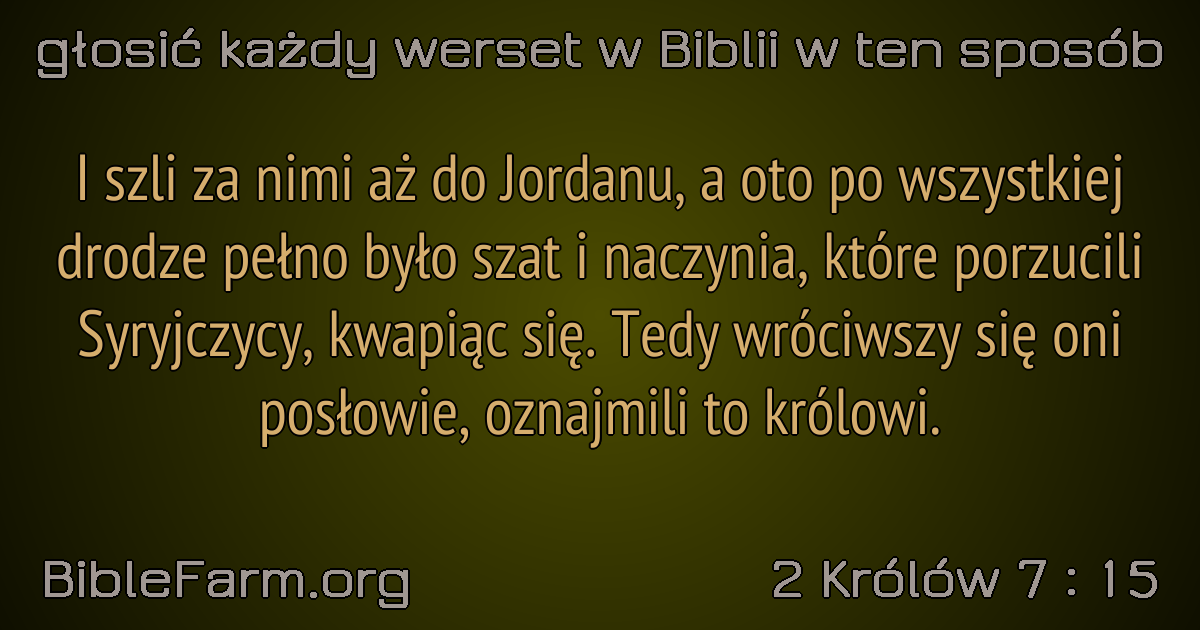 głosić każdy werset w Biblii w ten sposób
I szli za nimi aż do Jordanu, a oto po wszystkiej
drodze pełno było szat i naczynia, które porzucili
Syryjczycy, kwapiąc się. Tedy wróciwszy się oni
posłowie, oznajmili to królowi.
BibleFarm.org
2 Królów 7 : 15